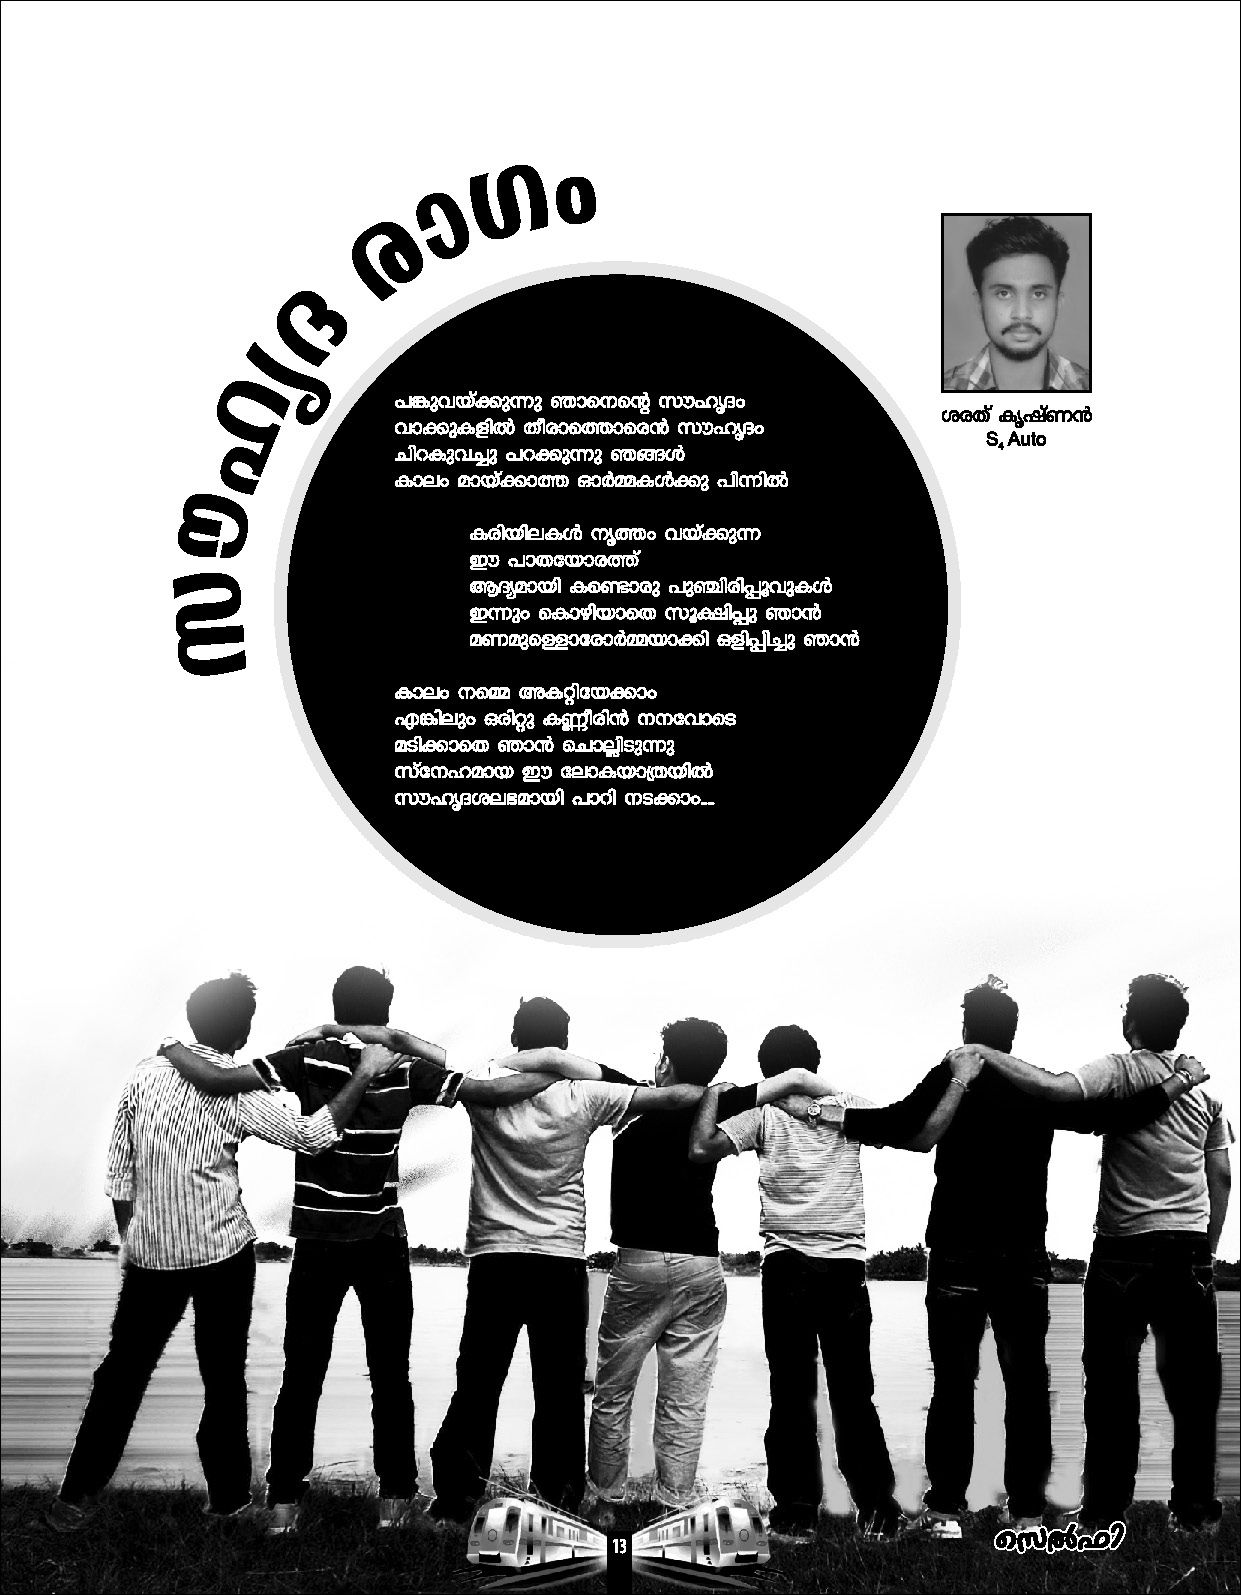 സൗഹൃദ രാഗം
ശരത് കൃഷ്ണൻ
S4 Auto
പങ്കുവയ്ക്കുന്നു ഞാനെന്റെ സൗഹൃദം
വാക്കുകളിൽ തീരാത്തൊരെൻ സൗഹൃദം
ചിറകുവച്ചു പറക്കുന്നു ഞങ്ങൾ
കാലം മായ്ക്കാത്ത ഓർമ്മകൾക്കു പിന്നിൽ
കരിയിലകൾ നൃത്തം വയ്ക്കുന്ന
ഈ പാതയോരത്ത്
ആദ്യമായി കണ്ടൊരു പുഞ്ചിരിപ്പൂവുകൾ
ഇന്നും കൊഴിയാതെ സൂക്ഷിപ്പു ഞാൻ
മണമുള്ളൊരോർമ്മയാക്കി ഒളിപ്പിച്ചു ഞാൻ
കാലം നമ്മെ അകറ്റിയേക്കാം
എങ്കിലും ഒരിറ്റു കണ്ണീരിൻ നനവോടെ
മടിക്കാതെ ഞാൻ ചൊല്ലിടുന്നു
സ്നേഹമായ ഈ ലോകയാത്രയിൽ
സൗഹൃദശലഭമായി പാറി നടക്കാം...
13
സെൽഫി